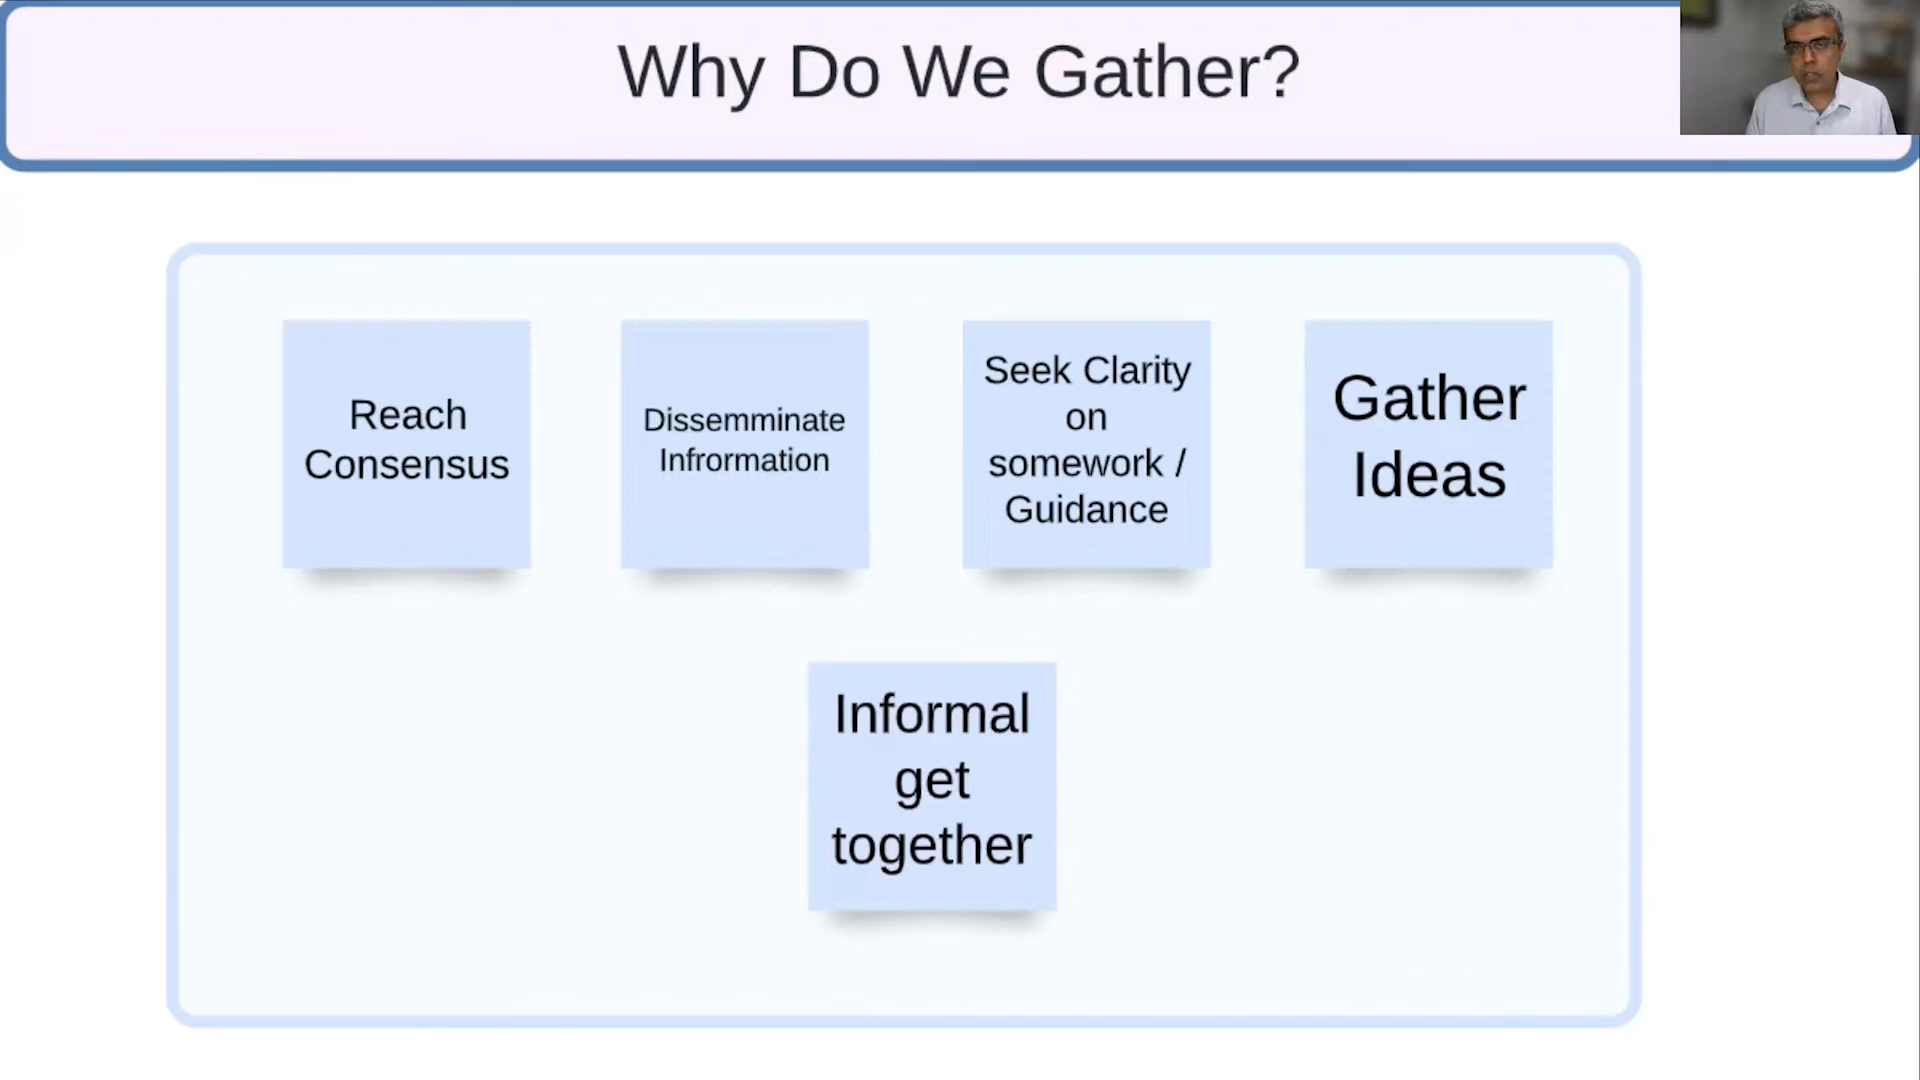 Why Do We Gather?
Reach
Consensus
Dissemminate
Infrormation
Seek Clarity
on
somework /
Guidance
Gather
Ideas
Informal
get
together